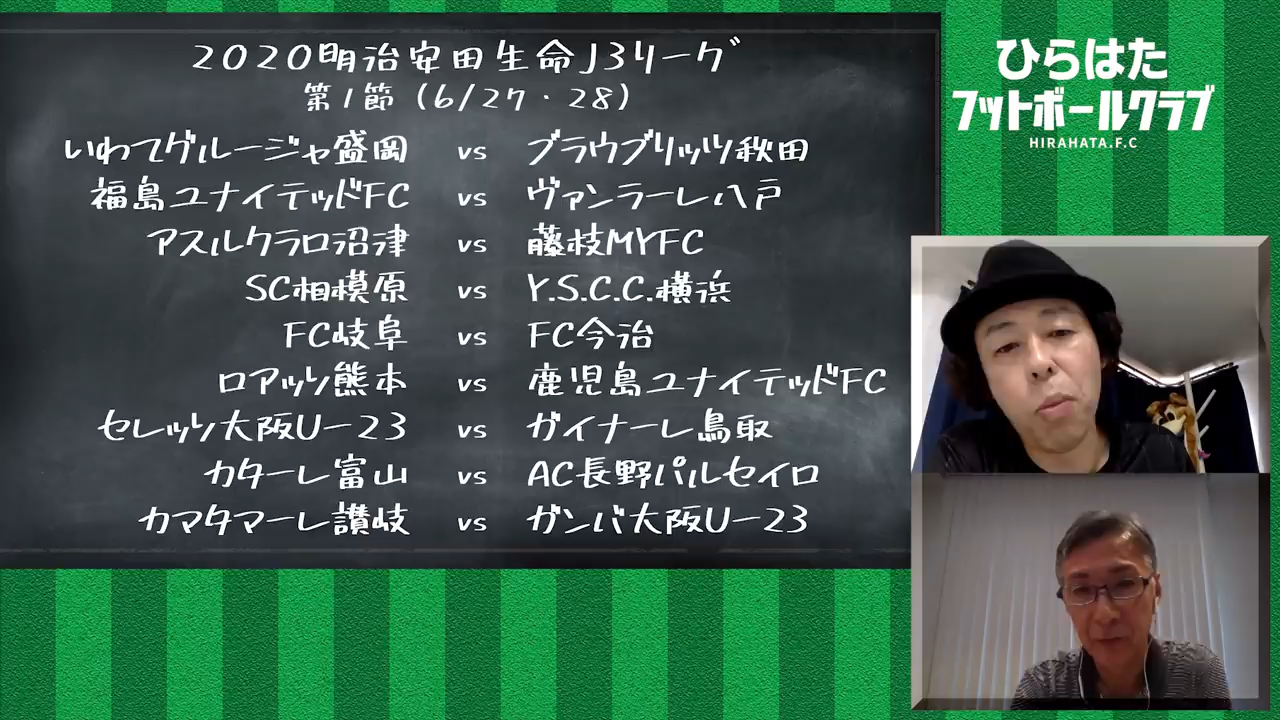 2020明治安田生命J3リーグ
第1節（6/27・28）
いわてグルージャ盛岡 vs ブラウブリッツ秋田
福島ユナイテッドFC vs ヴァンラーレ八戸
アスルクラロ沼津 vs 藤枝MYFC
SC相模原 vs Y.S.C.C.横浜
FC岐阜 vs FC今治
ロアッソ熊本 vs 鹿児島ユナイテッドFC
セレッソ大阪U-23 vs ガイナーレ鳥取
カターレ富山 vs AC長野パルセイロ
カマタマーレ讃岐 vs ガンバ大阪U-23
ひらはた
フットボールクラブ
HIRAHATA.F.C